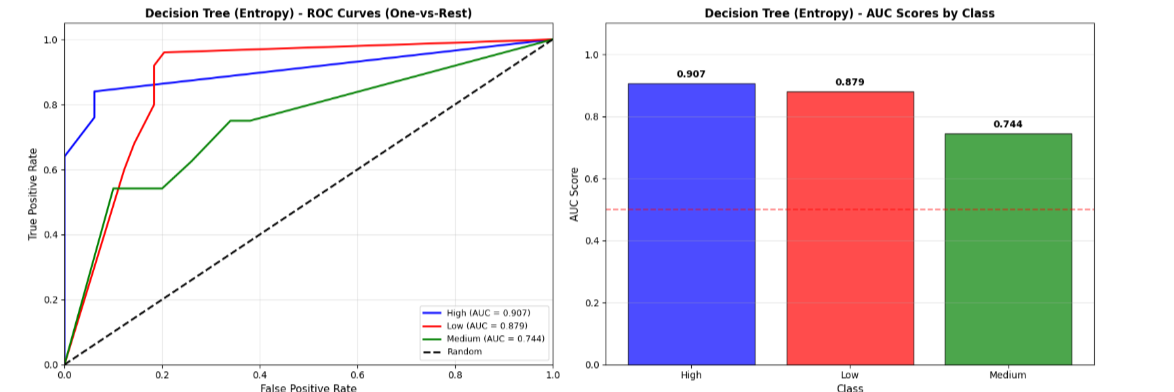 Decision Tree (Entropy) - ROC Curves (One-vs-Rest)
True Positive Rate
1.0
0.8
0.6
0.4
0.2
0.0
0.0 0.2 0.4 0.6 0.8 1.0
False Positive Rate
High (AUC = 0.907)
Low (AUC = 0.879)
Medium (AUC = 0.744)
Random
Decision Tree (Entropy) - AUC Scores by Class
AUC Score
1.0
0.8
0.6
0.4
0.2
0.0
0.907
0.879
0.744
High Low Medium
Class